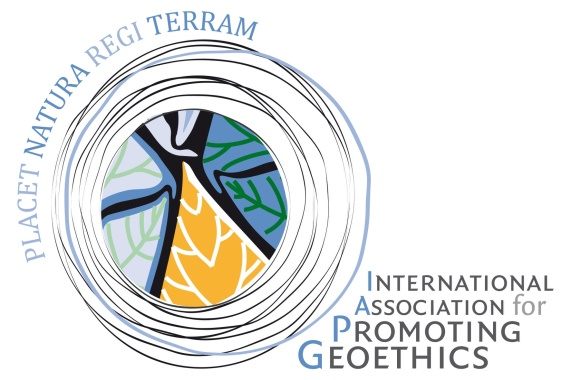 PLACET NATURA REGI TERRAM
INTERNATIONAL
ASSOCIATION for
PROMOTING
GEOETHICS